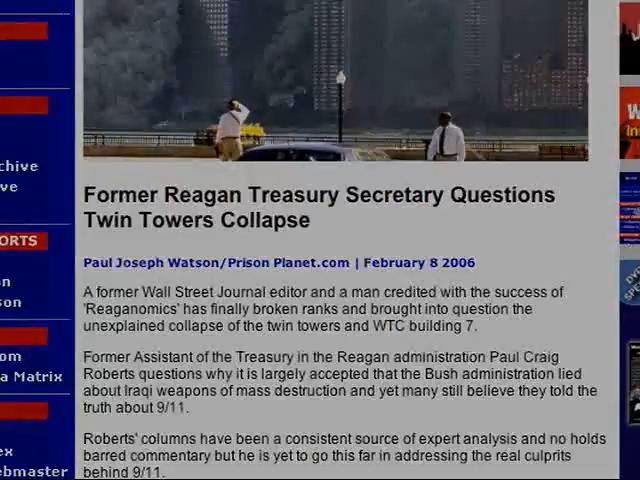 Former Reagan Treasury Secretary Questions
Twin Towers Collapse
Paul Joseph Watson/Prison Planet.com | February 8 2006
A former Wall Street Journal editor and a man credited with the success of
'Reaganomics' has finally broken ranks and brought into question the
unexplained collapse of the twin towers and WTC building 7.
Former Assistant of the Treasury in the Reagan administration Paul Craig
Roberts questions why it is largely accepted that the Bush administration lied
about Iraqi weapons of mass destruction and yet many still believe they told the
truth about 9/11.
Roberts' columns have been a consistent source of expert analysis and no holds
barred commentary but he is yet to go this far in addressing the real culprits
behind 9/11.
chive
ve
ORTS
n
son
om
a Matrix
ex
ebmaster